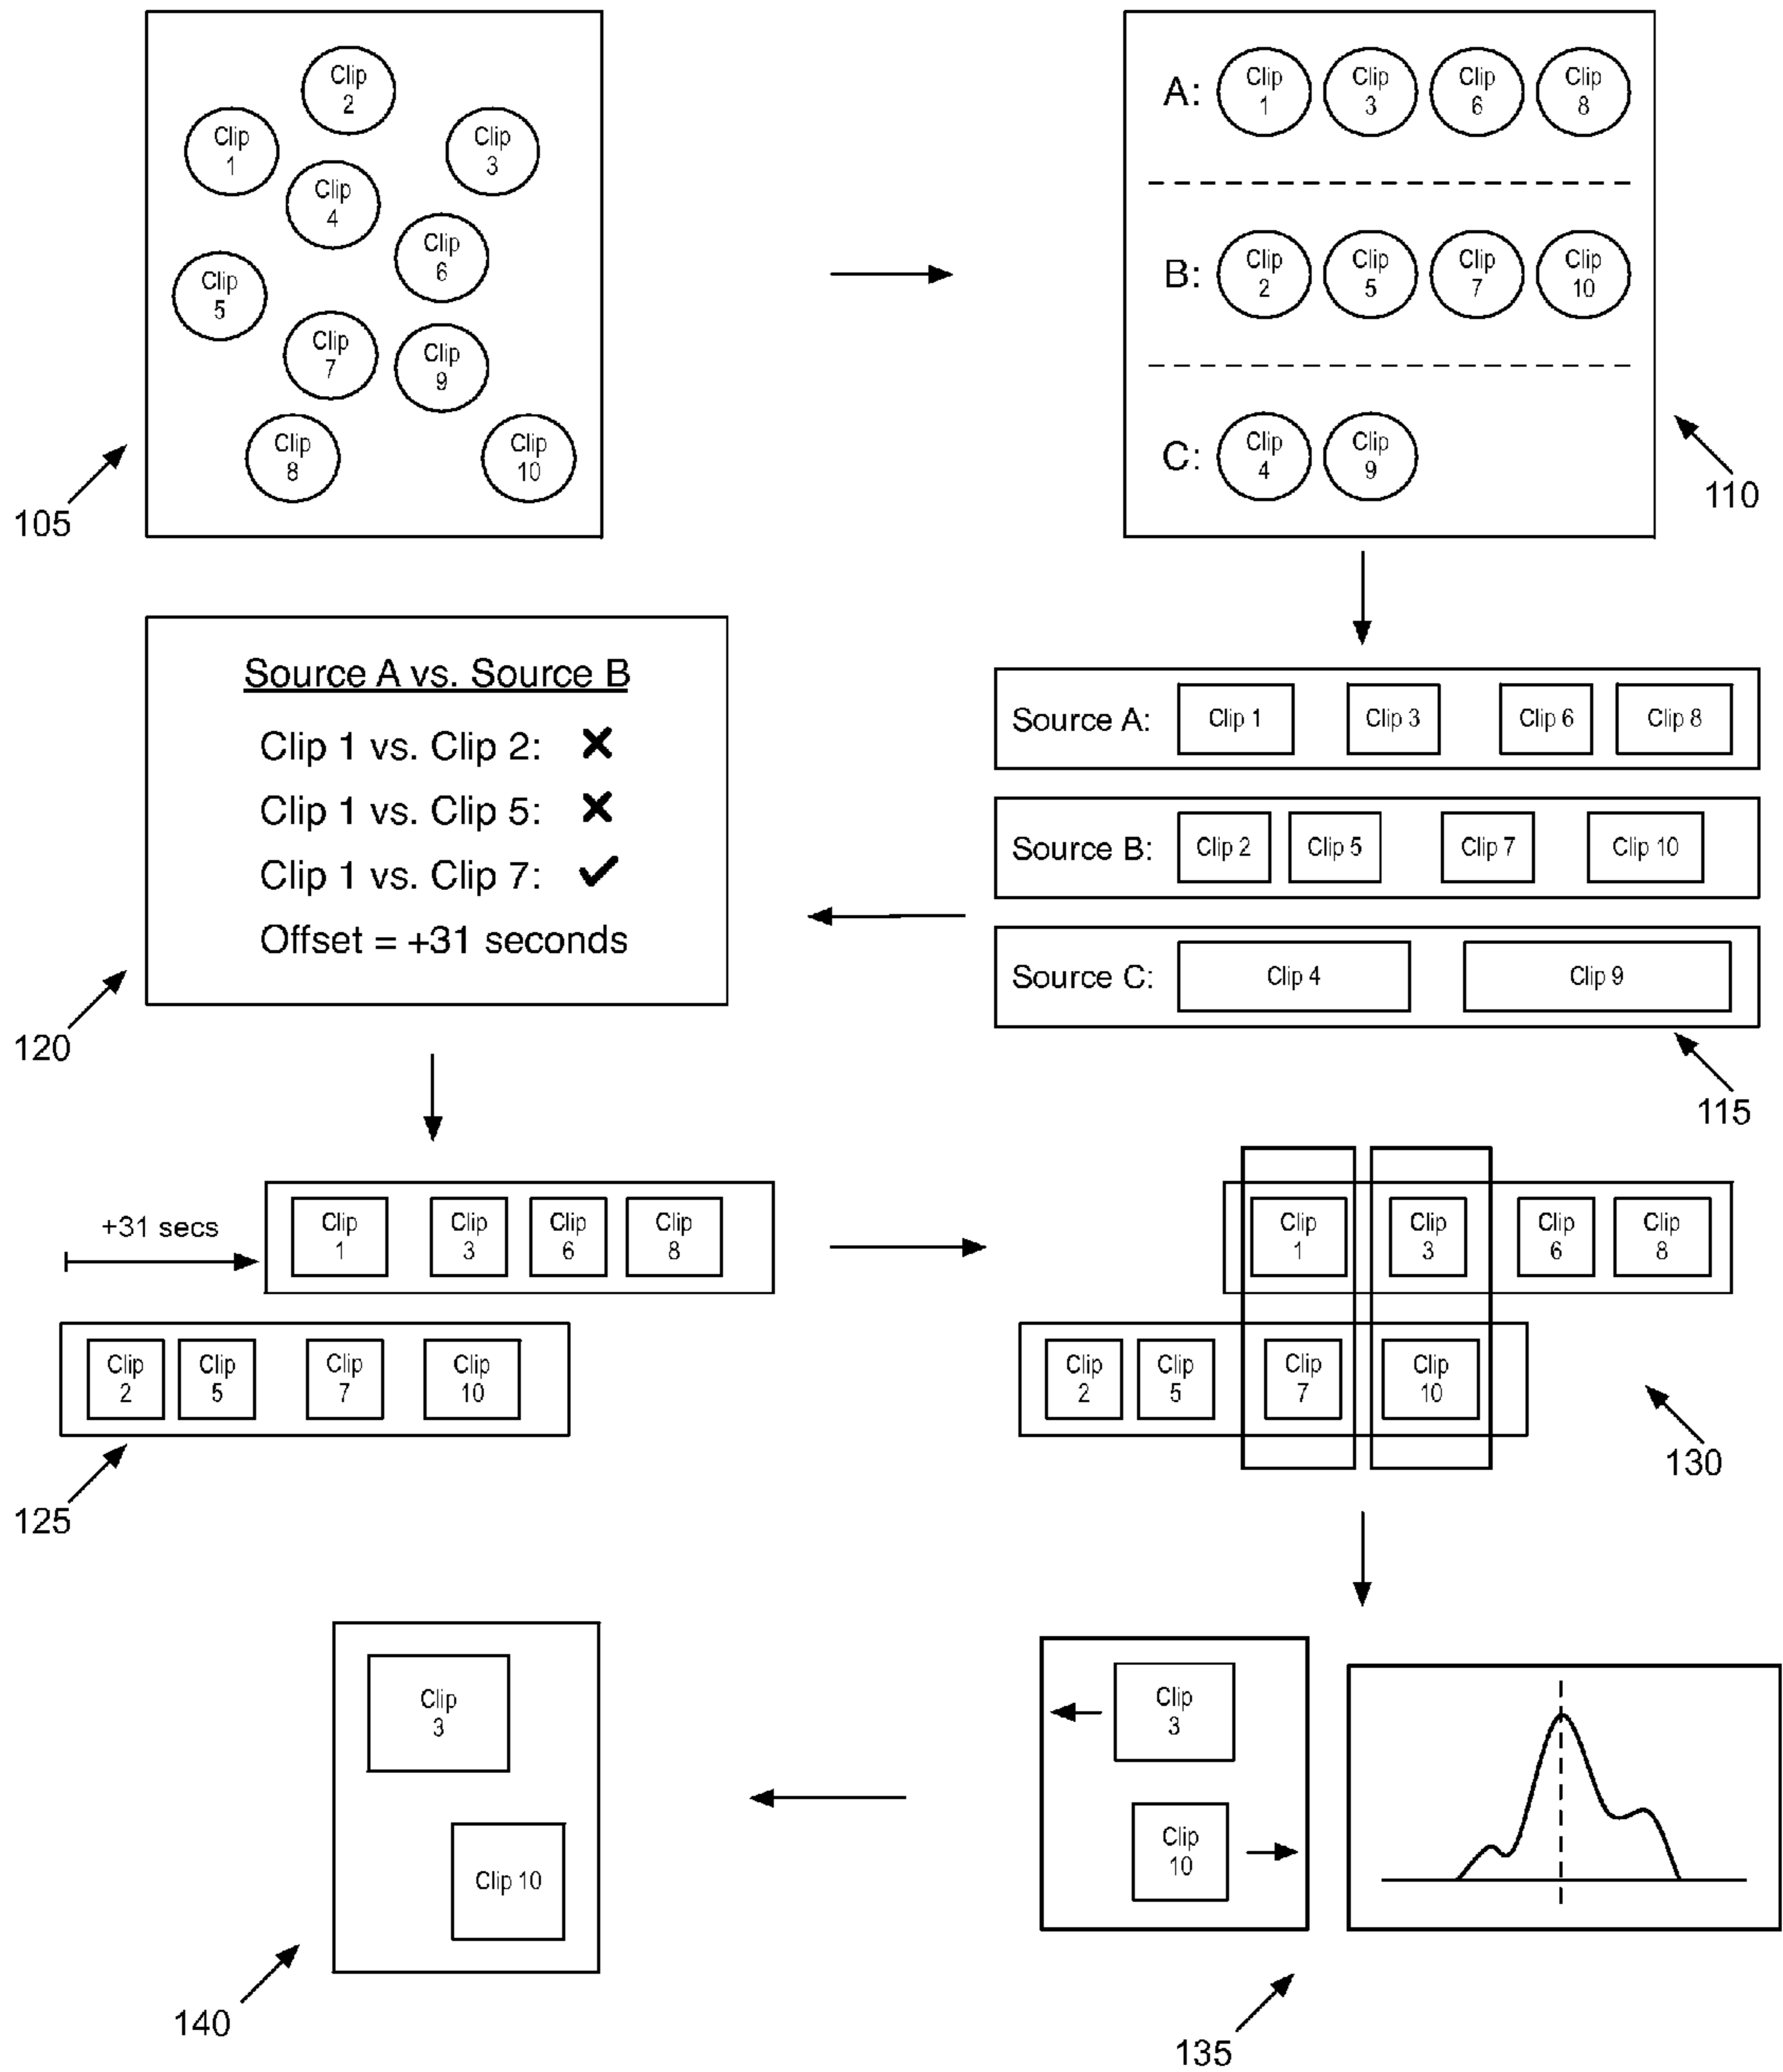 Clip
2
Clip
1
Clip
3
Clip
4
Clip
6
Clip
5
Clip
7
Clip
9
Clip
8
Clip
10
105
A:
Clip
1
Clip
3
Clip
6
Clip
8
B:
Clip
2
Clip
5
Clip
7
Clip
10
C:
Clip
4
Clip
9
110
Source A: Clip 1 Clip 3 Clip 6 Clip 8
Source B: Clip 2 Clip 5 Clip 7 Clip 10
Source C: Clip 4 Clip 9
115
Source A vs. Source B
Clip 1 vs. Clip 2: ✗
Clip 1 vs. Clip 5: ✗
Clip 1 vs. Clip 7: ✓
Offset = +31 seconds
120
+31 secs
Clip
1
Clip
3
Clip
6
Clip
8
Clip
2
Clip
5
Clip
7
Clip
10
125
Clip
1
Clip
3
Clip
6
Clip
8
Clip
2
Clip
5
Clip
7
Clip
10
130
Clip
3
Clip
10
135
Clip
3
Clip 10
140